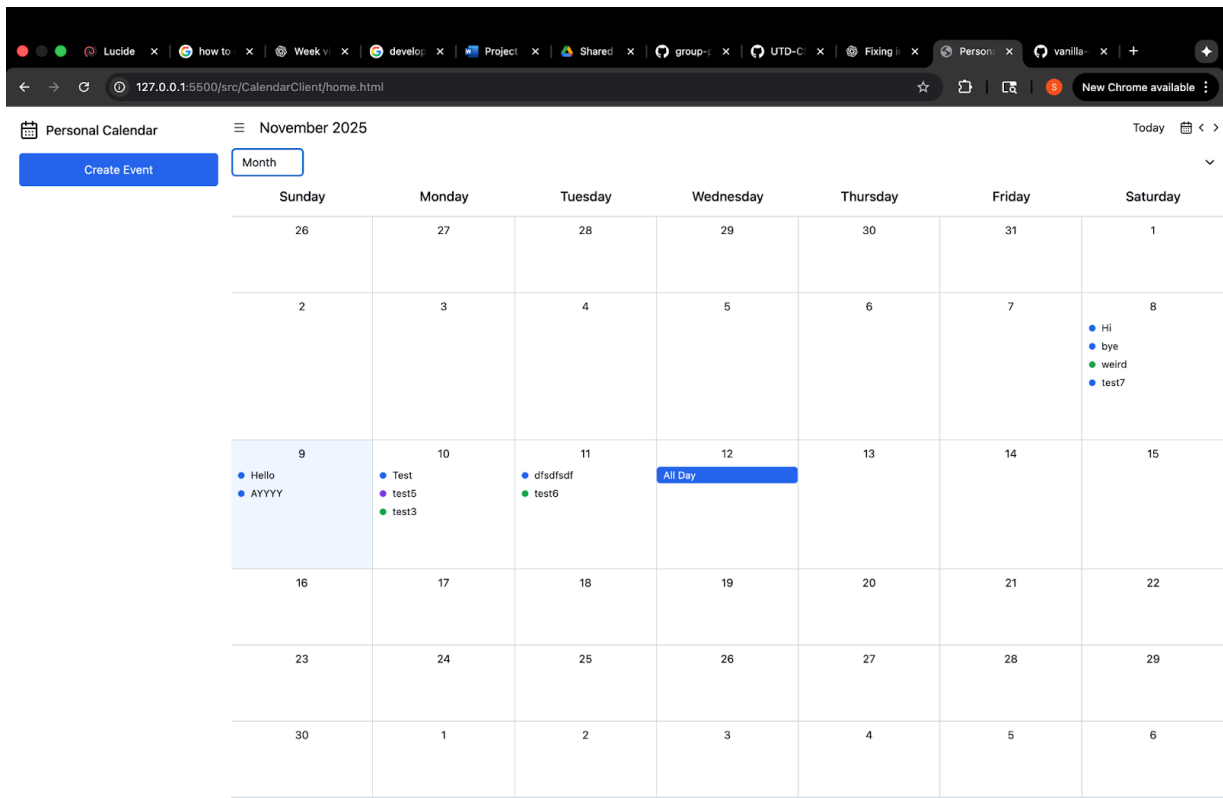 Lucide how to Week vi develop Project Shared group-p UTD-CS Fixing in Persona vanilla-
127.0.0.1:5500/src/CalendarClient/home.html S New Chrome available
Personal Calendar November 2025 Today
Create Event Month
Sunday Monday Tuesday Wednesday Thursday Friday Saturday
26 27 28 29 30 31 1
2 3 4 5 6 7 8
Hi
bye
weird
test7
9 10 11 12 13 14 15
Hello Test dfsdfsdf All Day
AYYYY test5 test6
test3
16 17 18 19 20 21 22
23 24 25 26 27 28 29
30 1 2 3 4 5 6